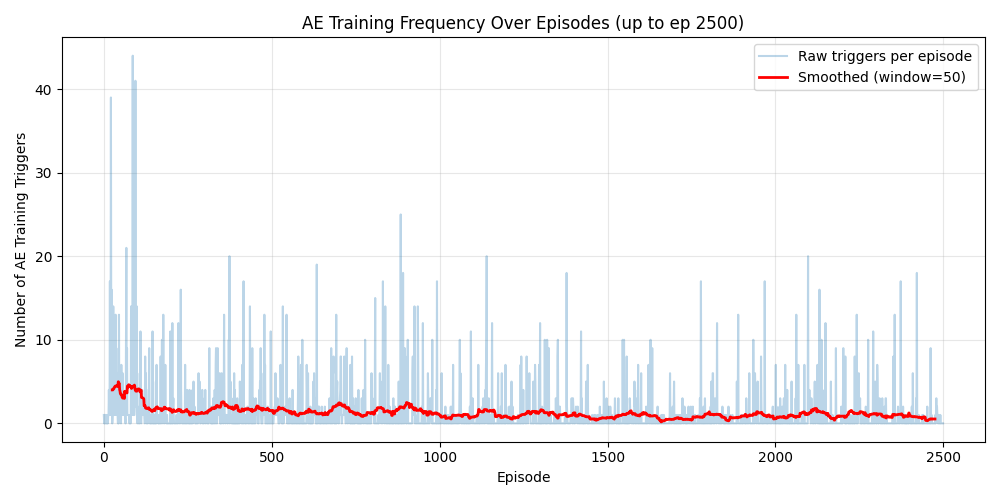 AE Training Frequency Over Episodes (up to ep 2500)
Raw triggers per episode
Smoothed (window=50)
Number of AE Training Triggers
40
30
20
10
0
0 500 1000 1500 2000 2500
Episode